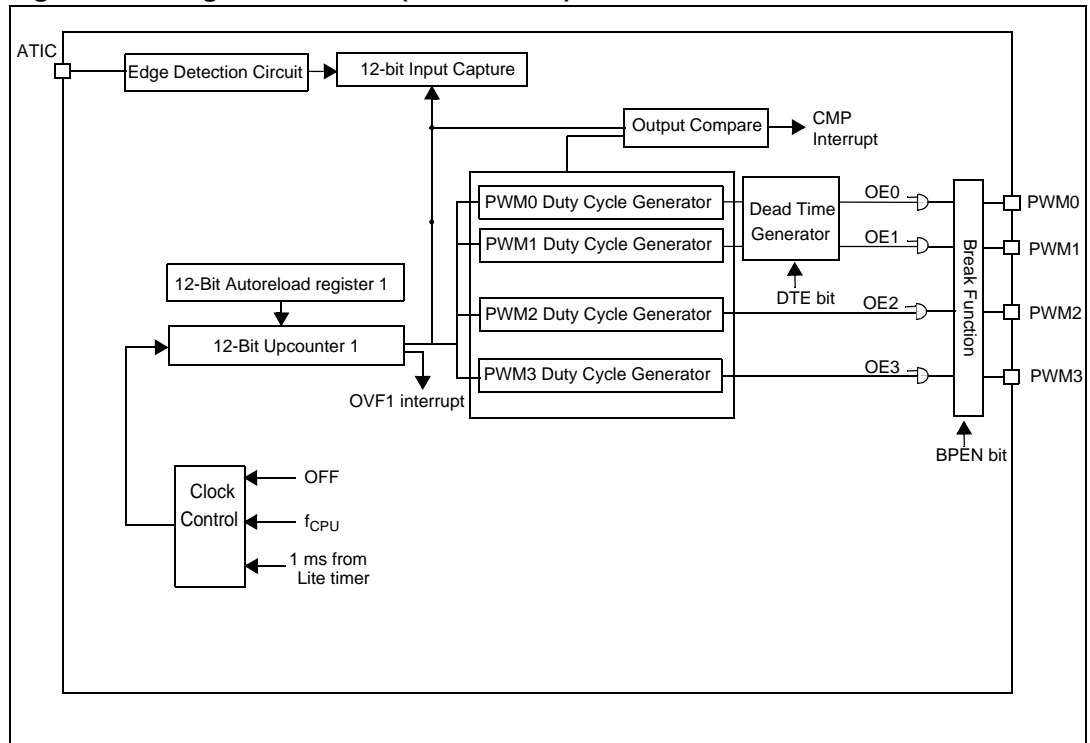 ATIC
Edge Detection Circuit
12-bit Input Capture
Output Compare
CMP
Interrupt
PWM0 Duty Cycle Generator
PWM1 Duty Cycle Generator
PWM2 Duty Cycle Generator
PWM3 Duty Cycle Generator
Dead Time
Generator
DTE bit
OE0
OE1
OE2
OE3
Break Function
BPEN bit
PWM0
PWM1
PWM2
PWM3
12-Bit Autoreload register 1
12-Bit Upcounter 1
OVF1 interrupt
Clock
Control
OFF
fCPU
1 ms from
Lite timer